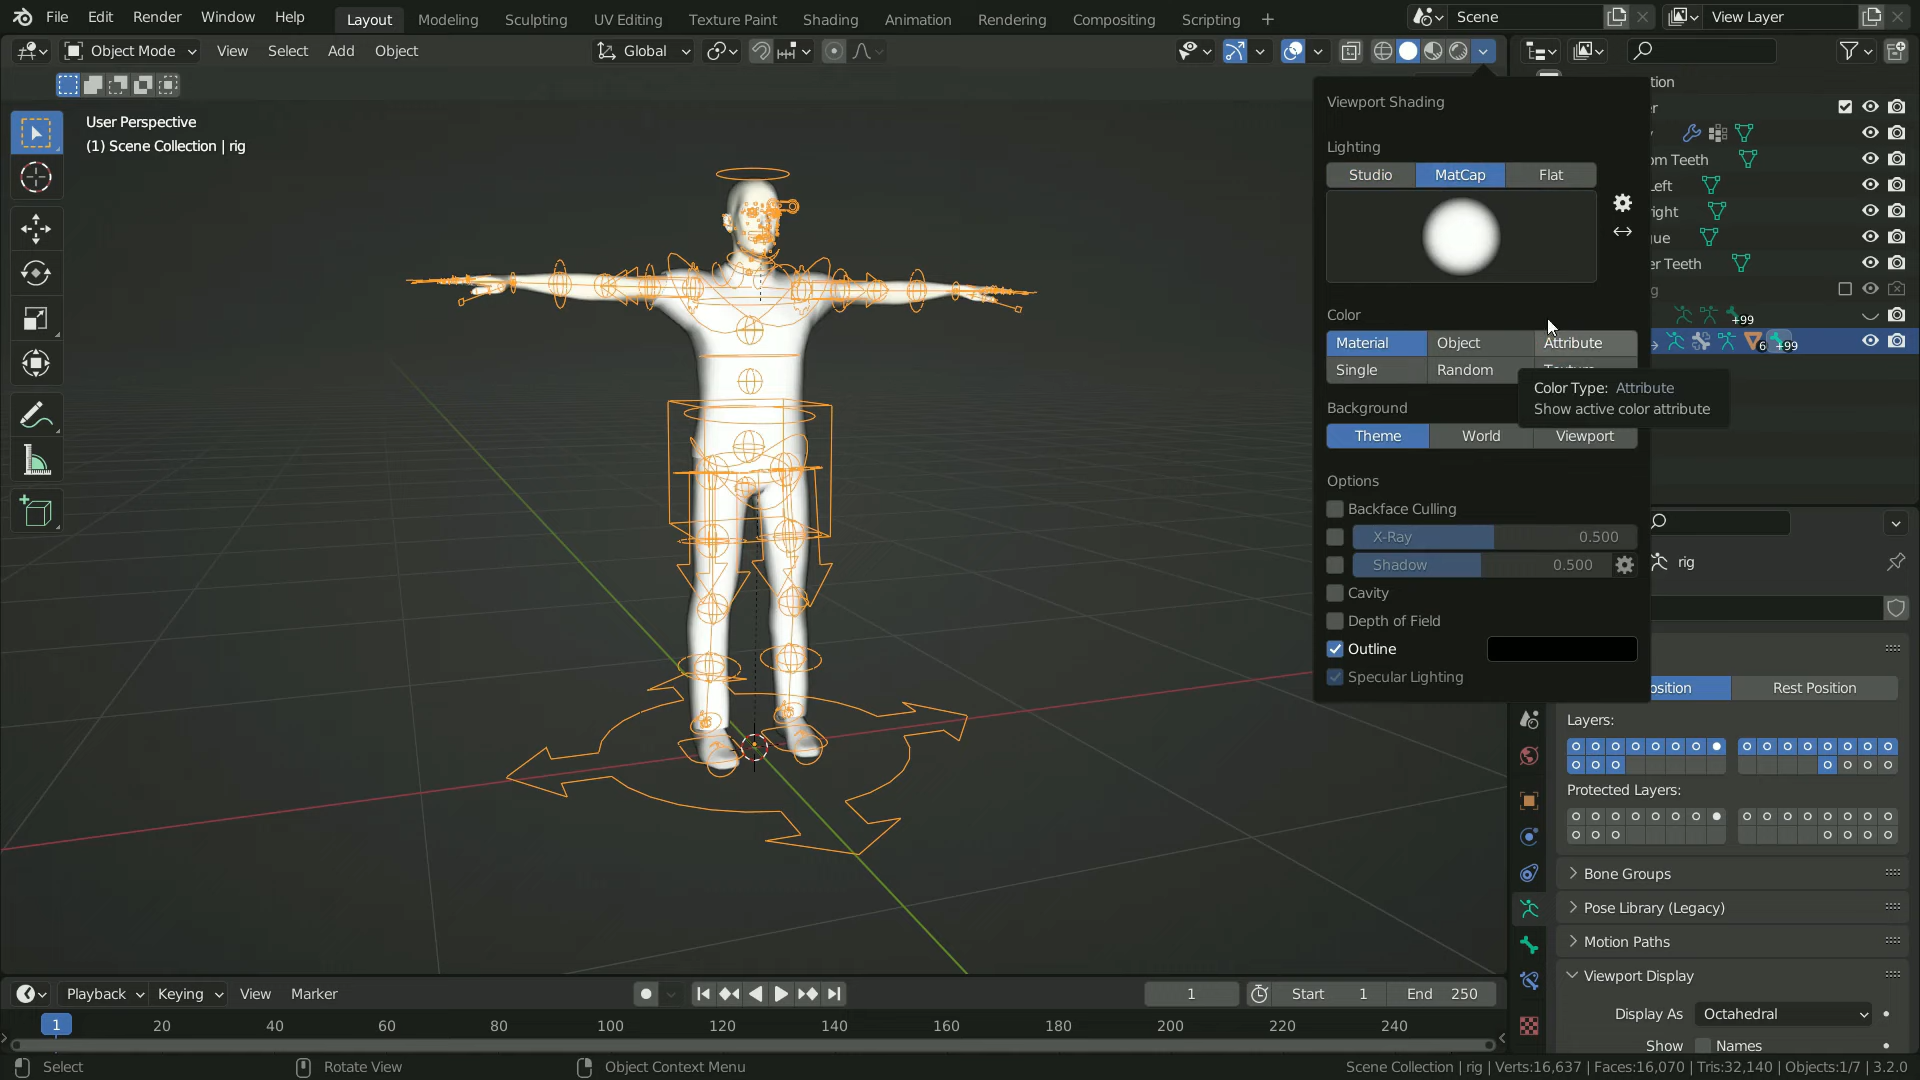 File Edit Render Window Help Layout Modeling Sculpting UV Editing Texture Paint Shading Animation Rendering Compositing Scripting Scene View Layer
Object Mode View Select Add Object Global
User Perspective
(1) Scene Collection | rig
Viewport Shading
Lighting
Studio MatCap Flat
Color
Material Object Attribute
Single Random
Color Type: Attribute
Show active color attribute
Background
Theme World Viewport
Options
Backface Culling
X-Ray 0.500
Shadow 0.500
Cavity
Depth of Field
Outline
Specular Lighting
tion
r
om Teeth
Left
ight
gue
er Teeth
g
+99
6 +99
rig
osition Rest Position
Layers:
Protected Layers:
Bone Groups
Pose Library (Legacy)
Motion Paths
Viewport Display
Display As Octahedral
Show Names
Playback Keying View Marker 1 Start 1 End 250
1 20 40 60 80 100 120 140 160 180 200 220 240
Select Rotate View Object Context Menu Scene Collection | rig | Verts:16,637 | Faces:16,070 | Tris:32,140 | Objects:1/7 | 3.2.0